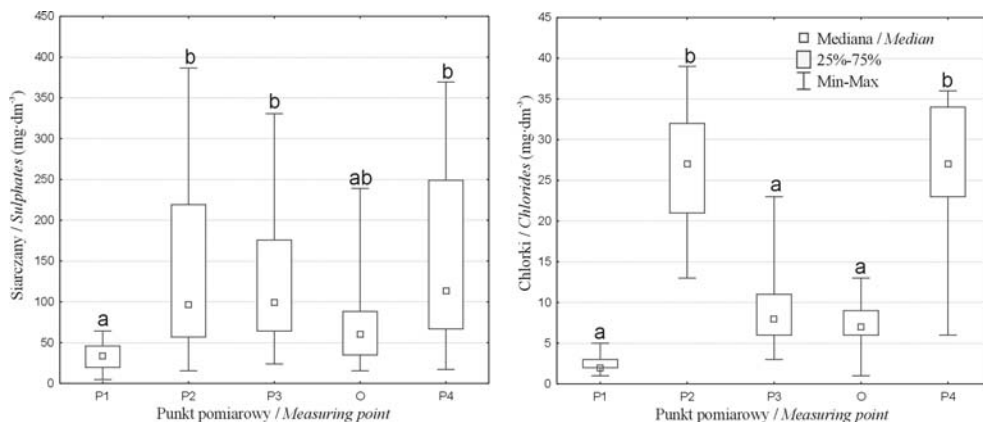 Siarczany / Sulphates (mg·dm⁻³)
450
400
350
300
250
200
150
100
50
0
a
b
b
ab
b
P1
P2
P3
O
P4
Punkt pomiarowy / Measuring point
Chlorki / Chlorides (mg·dm⁻³)
45
40
35
30
25
20
15
10
5
0
Mediana / Median
25%-75%
Min-Max
a
b
a
a
b
P1
P2
P3
O
P4
Punkt pomiarowy / Measuring point